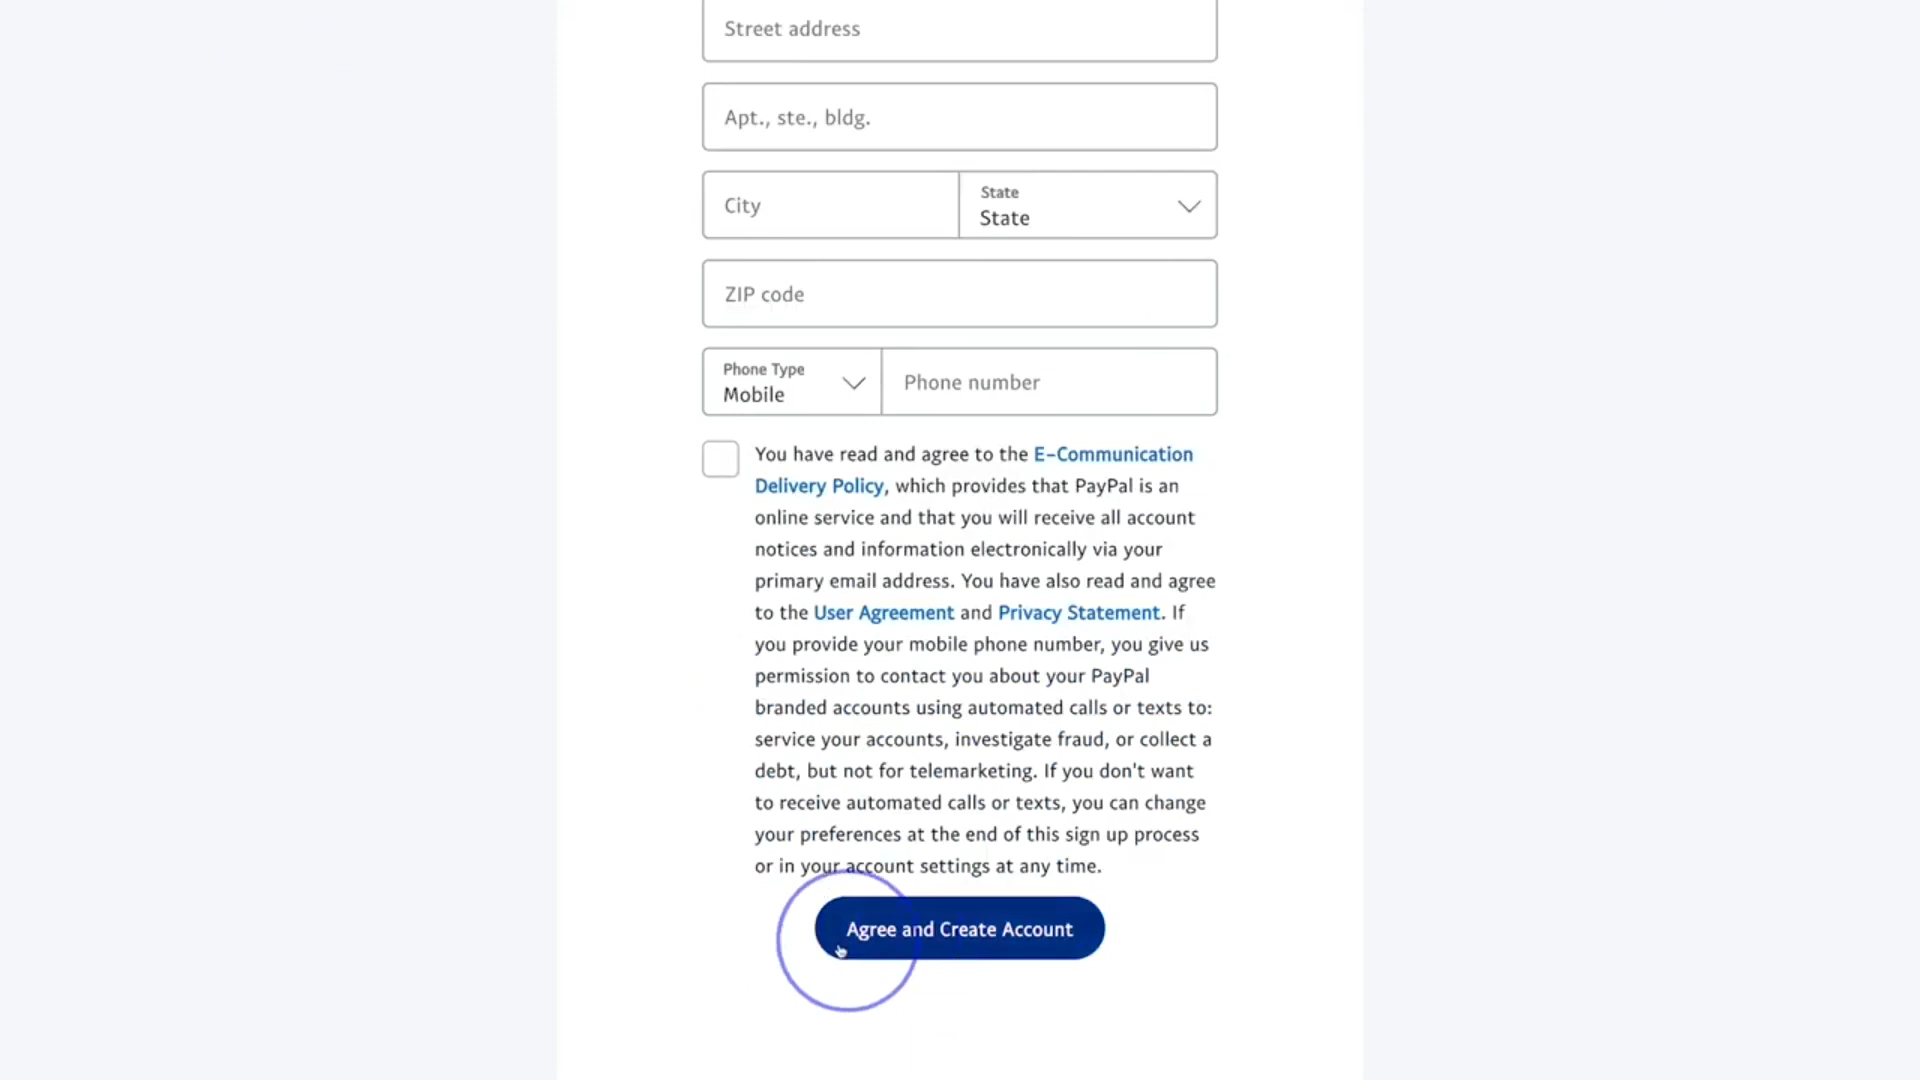 Street address
Apt., ste., bldg.
City
State
State
ZIP code
Phone Type
Mobile
Phone number
You have read and agree to the E-Communication
Delivery Policy, which provides that PayPal is an
online service and that you will receive all account
notices and information electronically via your
primary email address. You have also read and agree
to the User Agreement and Privacy Statement. If
you provide your mobile phone number, you give us
permission to contact you about your PayPal
branded accounts using automated calls or texts to:
service your accounts, investigate fraud, or collect a
debt, but not for telemarketing. If you don't want
to receive automated calls or texts, you can change
your preferences at the end of this sign up process
or in your account settings at any time.
Agree and Create Account